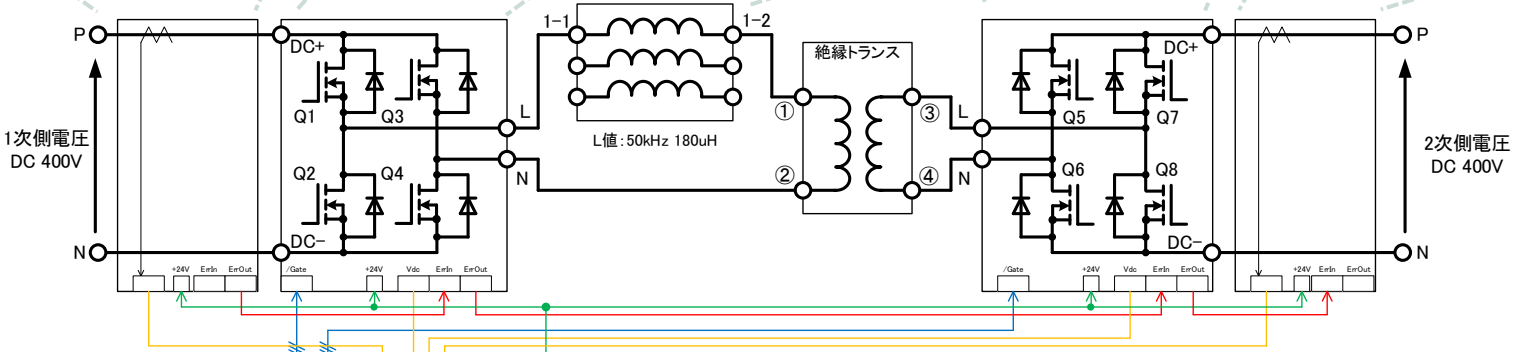 1-1
1-2
P
DC+
Q1
Q3
L
1次側電圧
DC 400V
L値：50kHz 180uH
絶縁トランス
①
③
L
DC+
P
Q5
Q7
2次側電圧
DC 400V
Q2
Q4
N
②
④
N
Q6
Q8
N
DC-
DC-
N
+24V
ErrIn
ErrOut
/Gate
+24V
Vdc
ErrIn
ErrOut
/Gate
+24V
Vdc
ErrIn
ErrOut
+24V
ErrIn
ErrOut